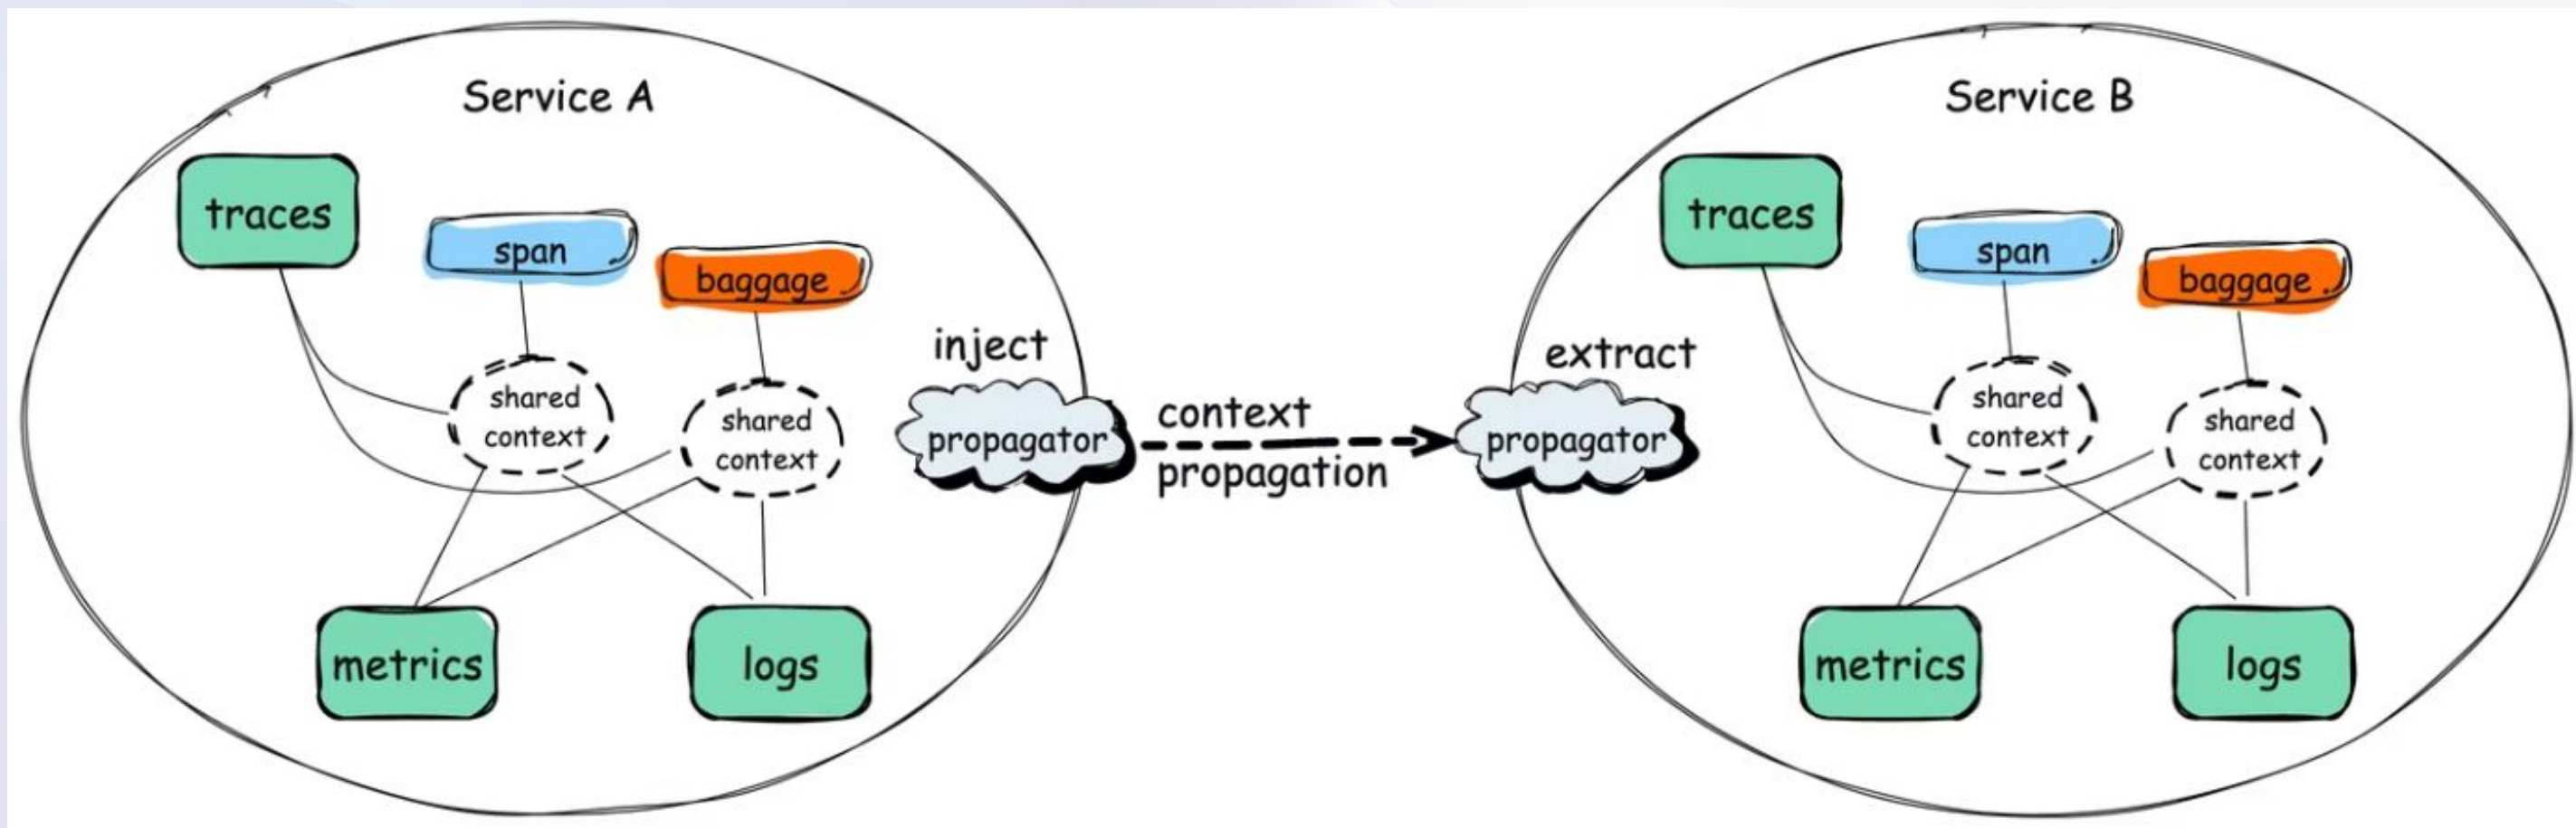 Service A
traces
span
baggage
shared
context
shared
context
inject
propagator
metrics
logs
context
propagation
Service B
traces
span
baggage
extract
propagator
shared
context
shared
context
metrics
logs